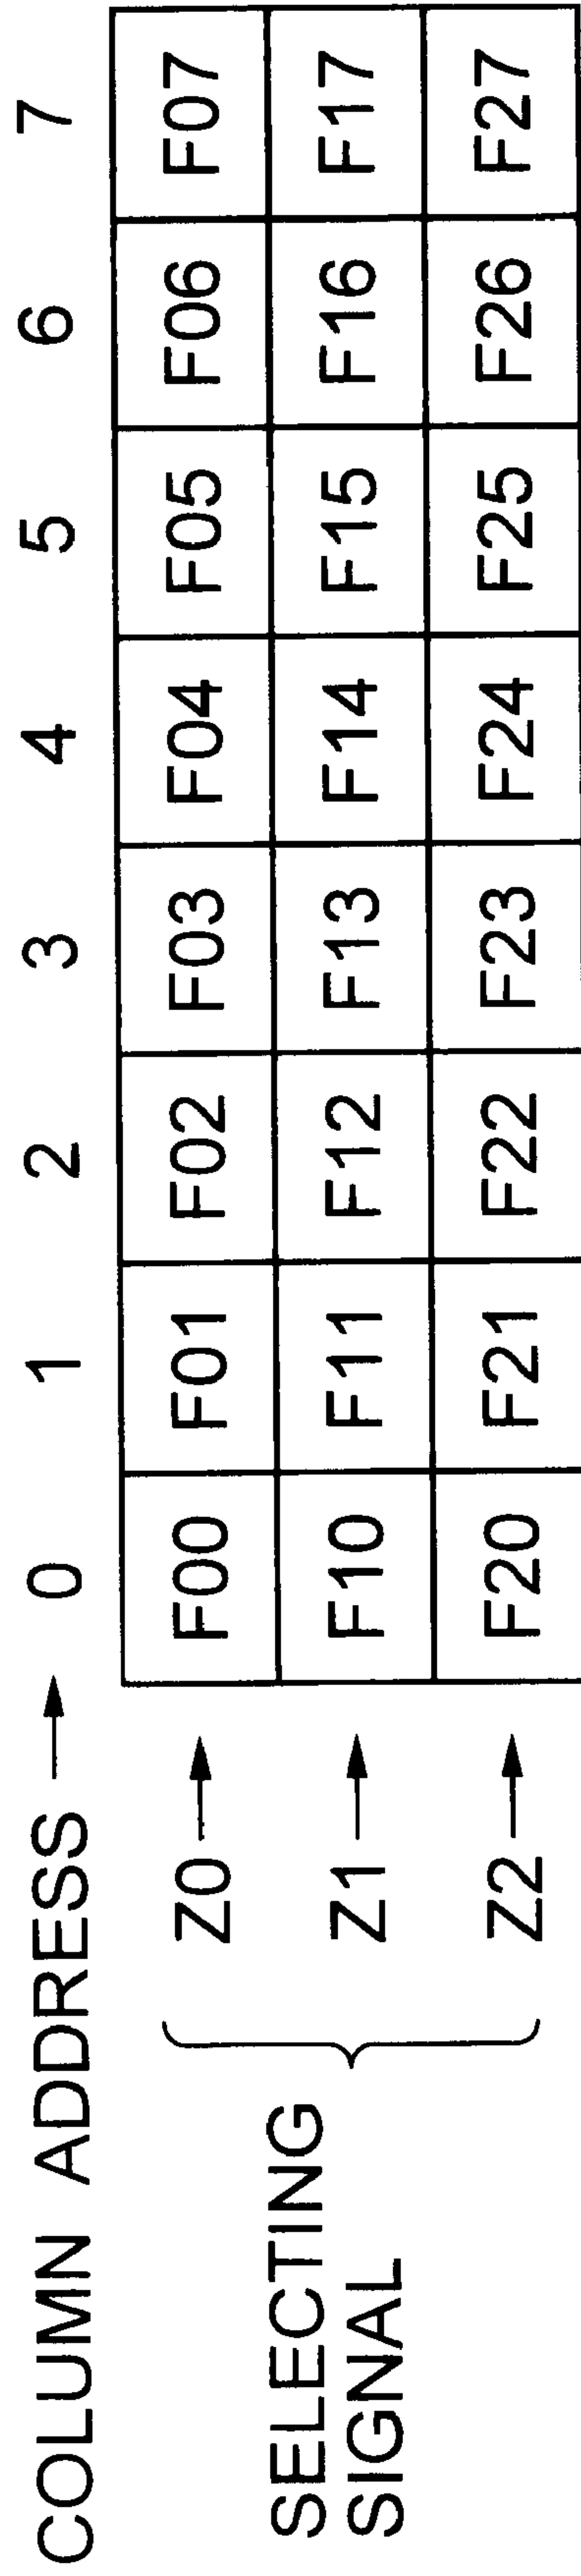 COLUMN ADDRESS 0 1 2 3 4 5 6 7
SELECTING
SIGNAL
Z0 F00 F01 F02 F03 F04 F05 F06 F07
Z1 F10 F11 F12 F13 F14 F15 F16 F17
Z2 F20 F21 F22 F23 F24 F25 F26 F27